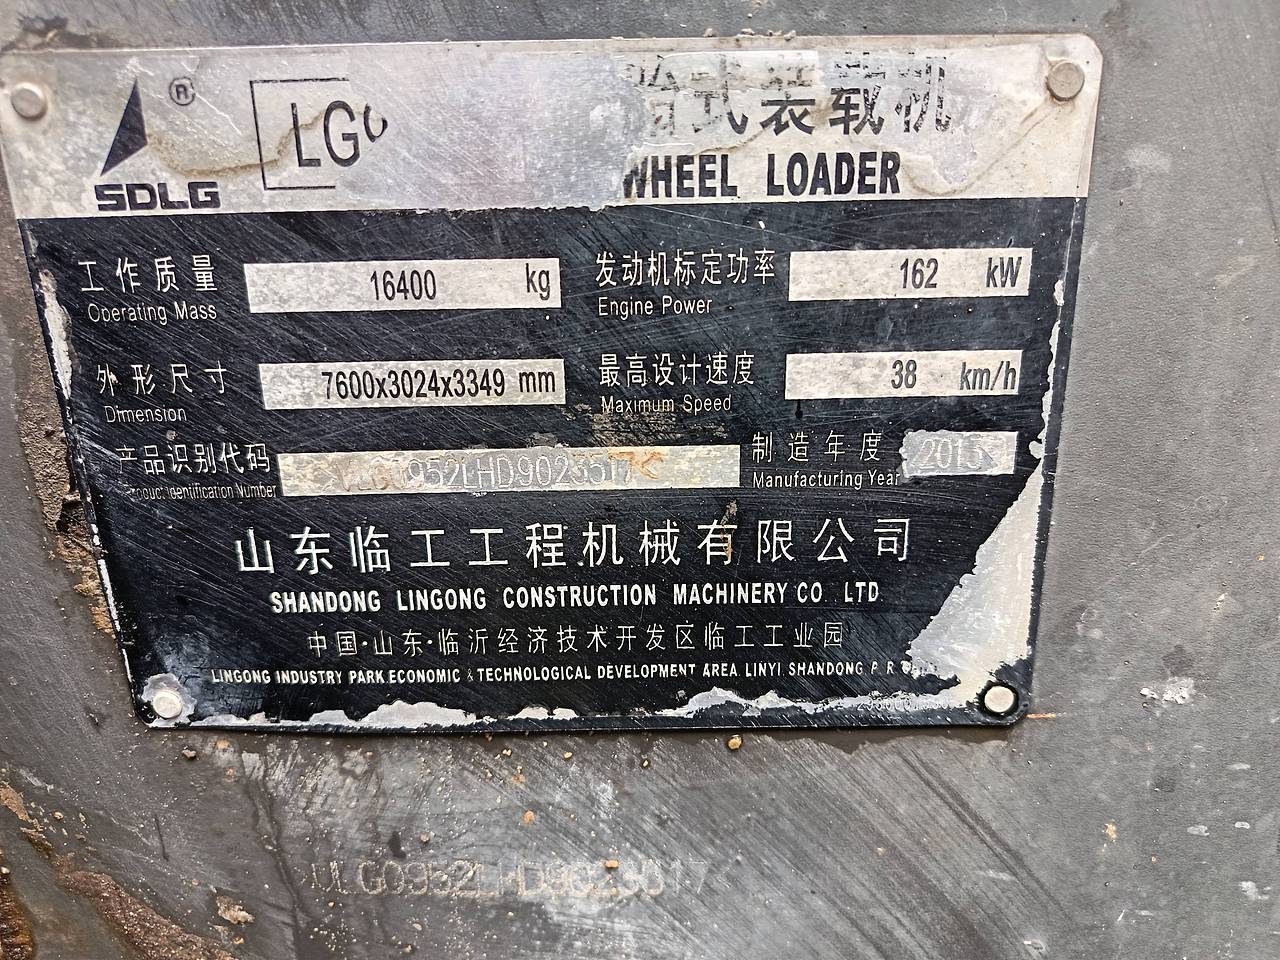 ® LG 式装载机
SDLG WHEEL LOADER
工作质量 16400 kg 发动机标定功率 162 kW
Operating Mass Engine Power
外形尺寸 7600x3024x3349 mm 最高设计速度 38 km/h
Dimension Maximum Speed
产品识别代码 制造年度
Product Identification Number Manufacturing Year
山东临工工程机械有限公司
SHANDONG LINGONG CONSTRUCTION MACHINERY CO. LTD.
中国·山东·临沂经济技术开发区临工工业园
LINGONG INDUSTRY PARK ECONOMIC & TECHNOLOGICAL DEVELOPMENT AREA LINYI SHANDONG P R